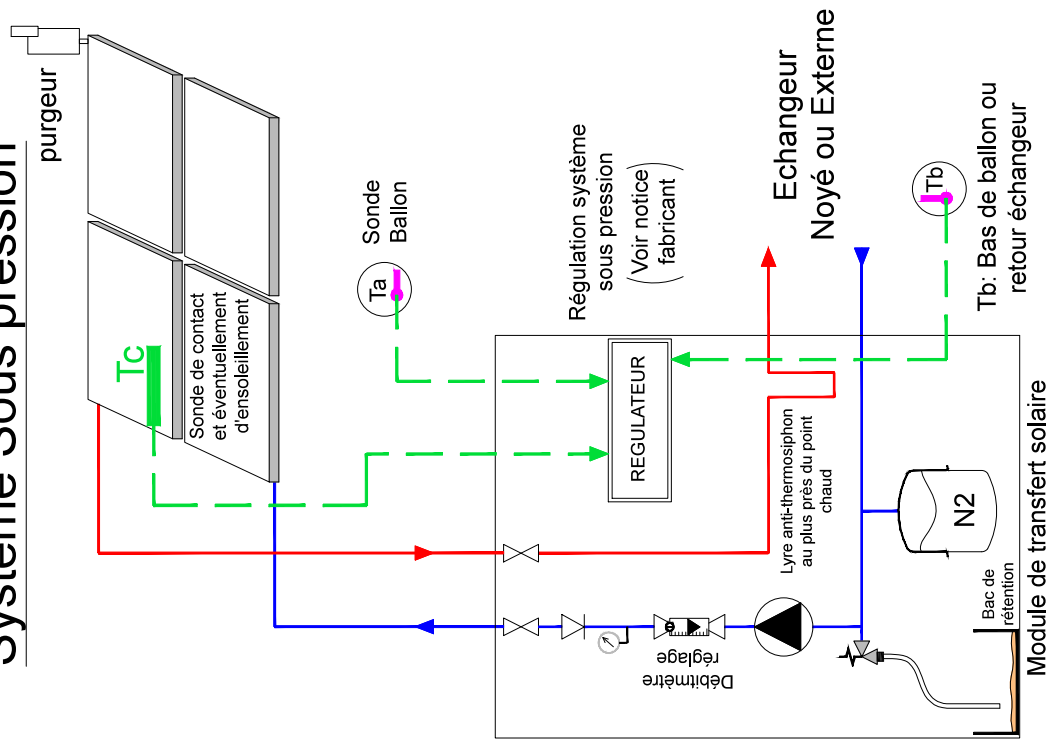 Système Sous pression
purgeur
Tc
Sonde de contact
et éventuellement
d'ensoleillement
Ta
Sonde
Ballon
Régulation système
sous pression
(Voir notice
fabricant)
REGULATEUR
Echangeur
Noyé ou Externe
Tb
Tb: Bas de ballon ou
retour échangeur
Lyre anti-thermosiphon
au plus près du point
chaud
Débitmètre
réglage
N2
Bac de
rétention
Module de transfert solaire